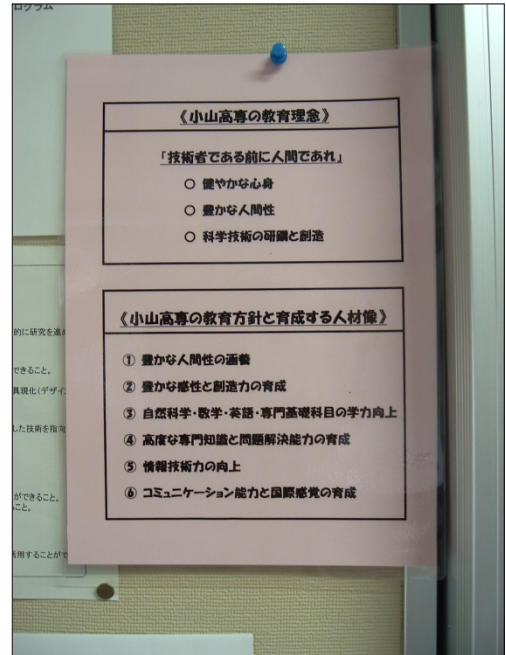 ログラム
《小山高専の教育理念》
「技術者である前に人間であれ」
○ 健やかな心身
○ 豊かな人間性
○ 科学技術の研鑽と創造
《小山高専の教育方針と育成する人材像》
① 豊かな人間性の涵養
② 豊かな感性と創造力の育成
③ 自然科学・数学・英語・専門基礎科目の学力向上
④ 高度な専門知識と問題解決能力の育成
⑤ 情報技術力の向上
⑥ コミュニケーション能力と国際感覚の育成
的に研究を進め
できること。
具現化(デザイ
した技術を指向
ができること。
こと。
活用することがで